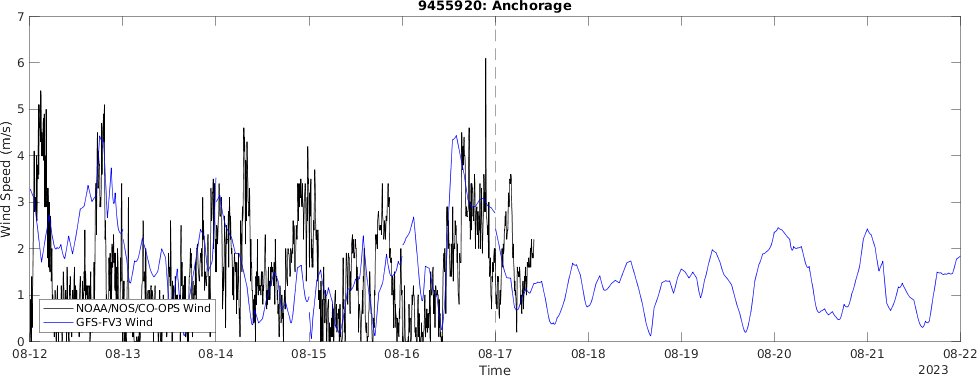 9455920: Anchorage
Wind Speed (m/s)
7
6
5
4
3
2
1
0
NOAA/NOS/CO-OPS Wind
GFS-FV3 Wind
08-12 08-13 08-14 08-15 08-16 08-17 08-18 08-19 08-20 08-21 08-22
Time
2023